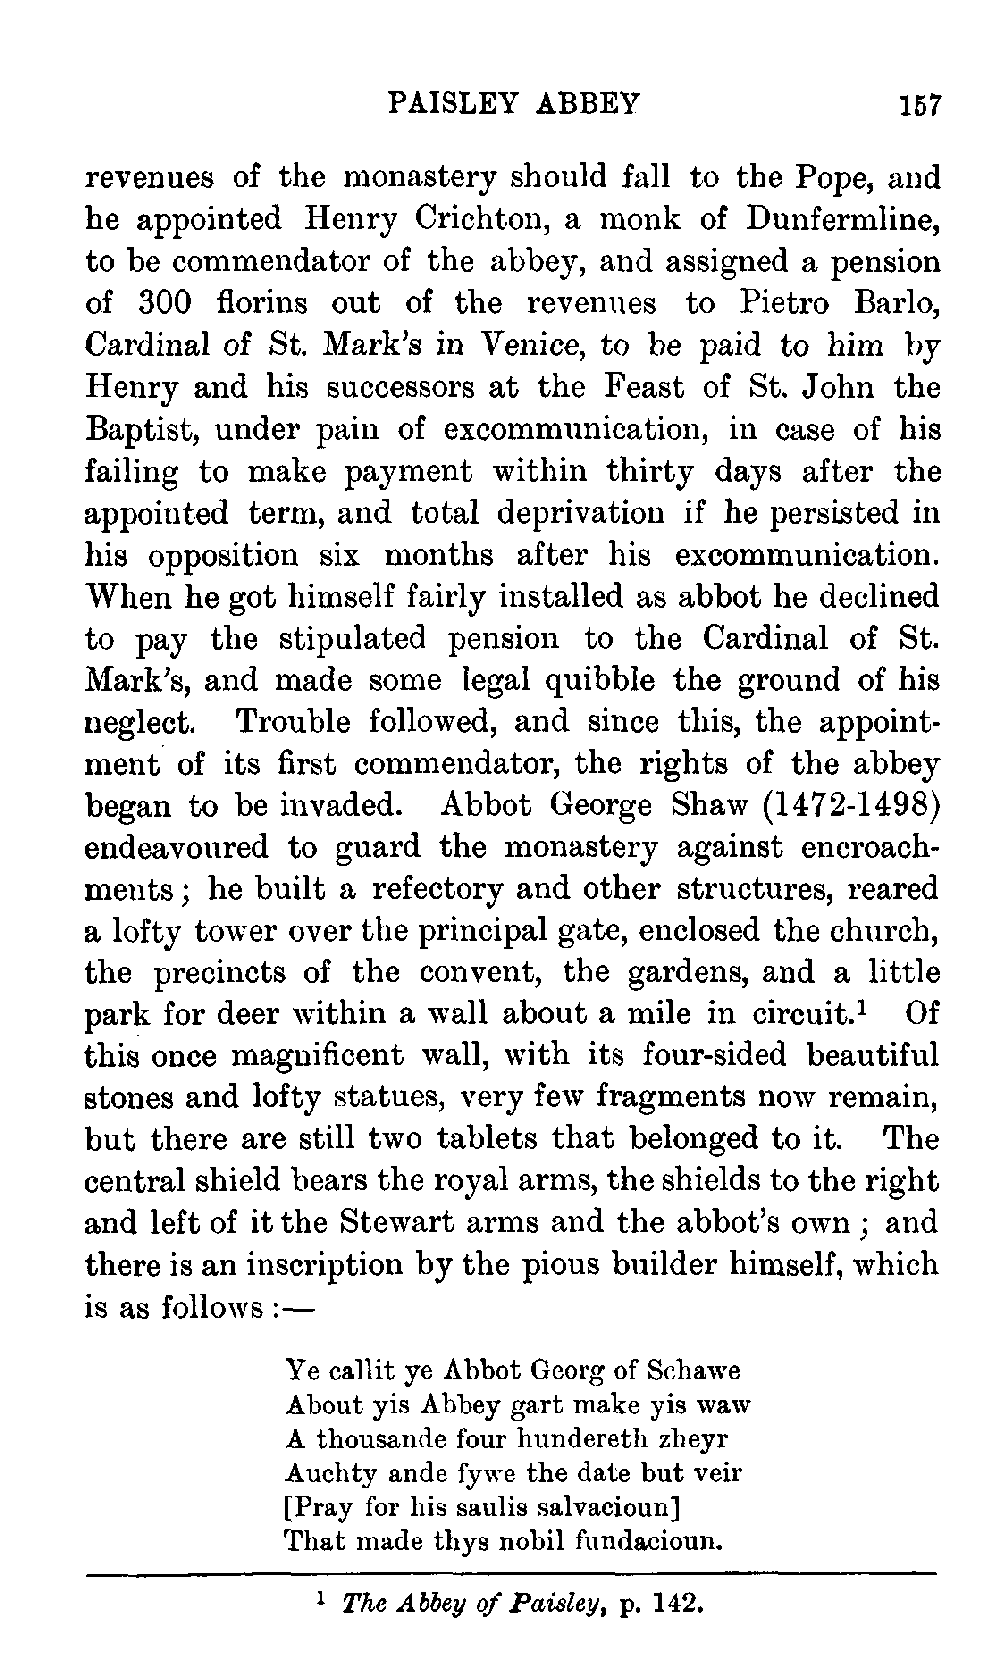 PAISLEY ABBEY 157
revenues of the monastery should fall to the Pope, and
he appointed Henry Crichton, a monk of Dunfermline,
to be commendator of the abbey, and assigned a pension
of 300 florins out of the revenues to Pietro Barlo,
Cardinal of St. Mark's in Venice, to be paid to him by
Henry and his successors at the Feast of St. John the
Baptist, under pain of excommunication, in case of his
failing to make payment within thirty days after the
appointed term, and total deprivation if he persisted in
his opposition six months after his excommunication.
When he got himself fairly installed as abbot he declined
to pay the stipulated pension to the Cardinal of St.
Mark's, and made some legal quibble the ground of his
neglect. Trouble followed, and since this, the appoint-
ment of its first commendator, the rights of the abbey
began to be invaded. Abbot George Shaw (1472-1498)
endeavoured to guard the monastery against encroach-
ments; he built a refectory and other structures, reared
a lofty tower over the principal gate, enclosed the church,
the precincts of the convent, the gardens, and a little
park for deer within a wall about a mile in circuit.¹ Of
this once magnificent wall, with its four-sided beautiful
stones and lofty statues, very few fragments now remain,
but there are still two tablets that belonged to it. The
central shield bears the royal arms, the shields to the right
and left of it the Stewart arms and the abbot's own; and
there is an inscription by the pious builder himself, which
is as follows :—
Ye callit ye Abbot Georg of Schawe
About yis Abbey gart make yis waw
A thousande four hundereth zheyr
Auchty ande fywe the date but veir
[Pray for his saulis salvacioun]
That made thys nobil fundacioun.
¹ The Abbey of Paisley, p. 142.